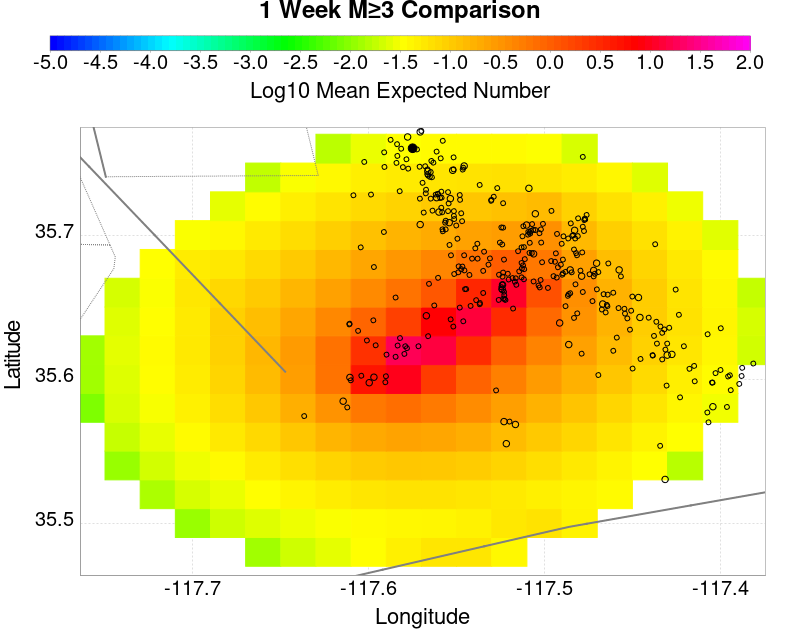 1 Week M≥3 Comparison
-5.0 -4.5 -4.0 -3.5 -3.0 -2.5 -2.0 -1.5 -1.0 -0.5 0.0 0.5 1.0 1.5 2.0
Log10 Mean Expected Number
35.7
35.6
35.5
Latitude
-117.7 -117.6 -117.5 -117.4
Longitude